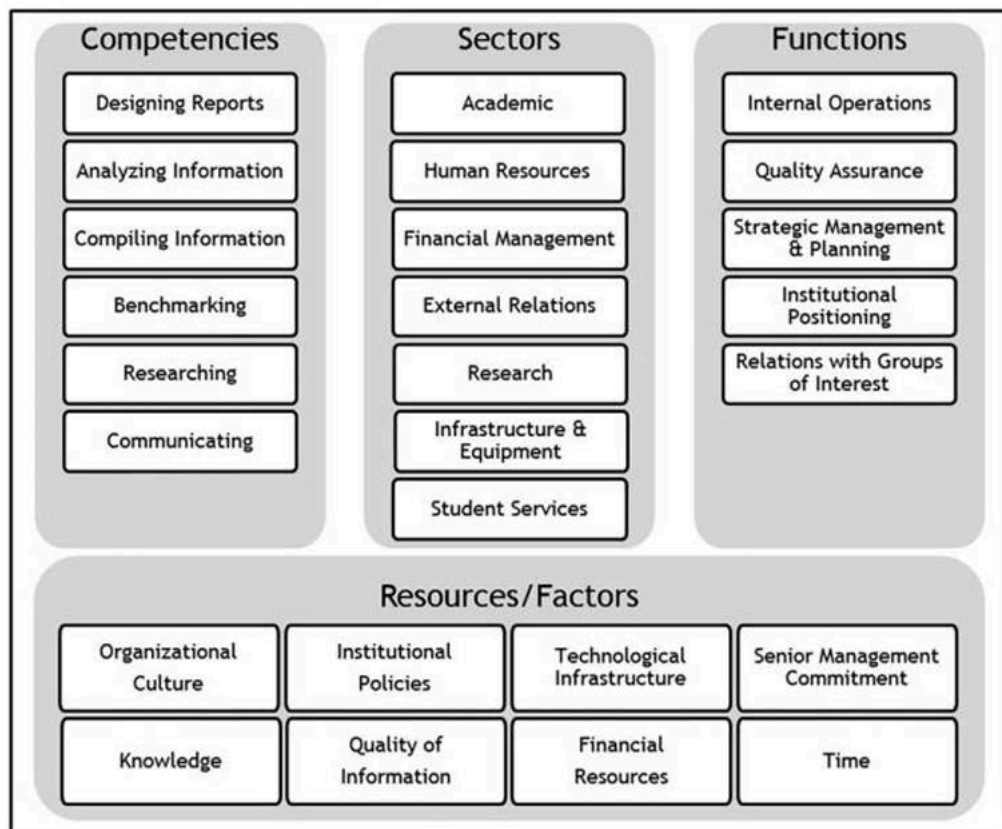 Competencies
Designing Reports
Analyzing Information
Compiling Information
Benchmarking
Researching
Communicating
Sectors
Academic
Human Resources
Financial Management
External Relations
Research
Infrastructure &
Equipment
Student Services
Functions
Internal Operations
Quality Assurance
Strategic Management
& Planning
Institutional
Positioning
Relations with Groups
of Interest
Resources/Factors
Organizational
Culture
Institutional
Policies
Technological
Infrastructure
Senior Management
Commitment
Knowledge
Quality of
Information
Financial
Resources
Time